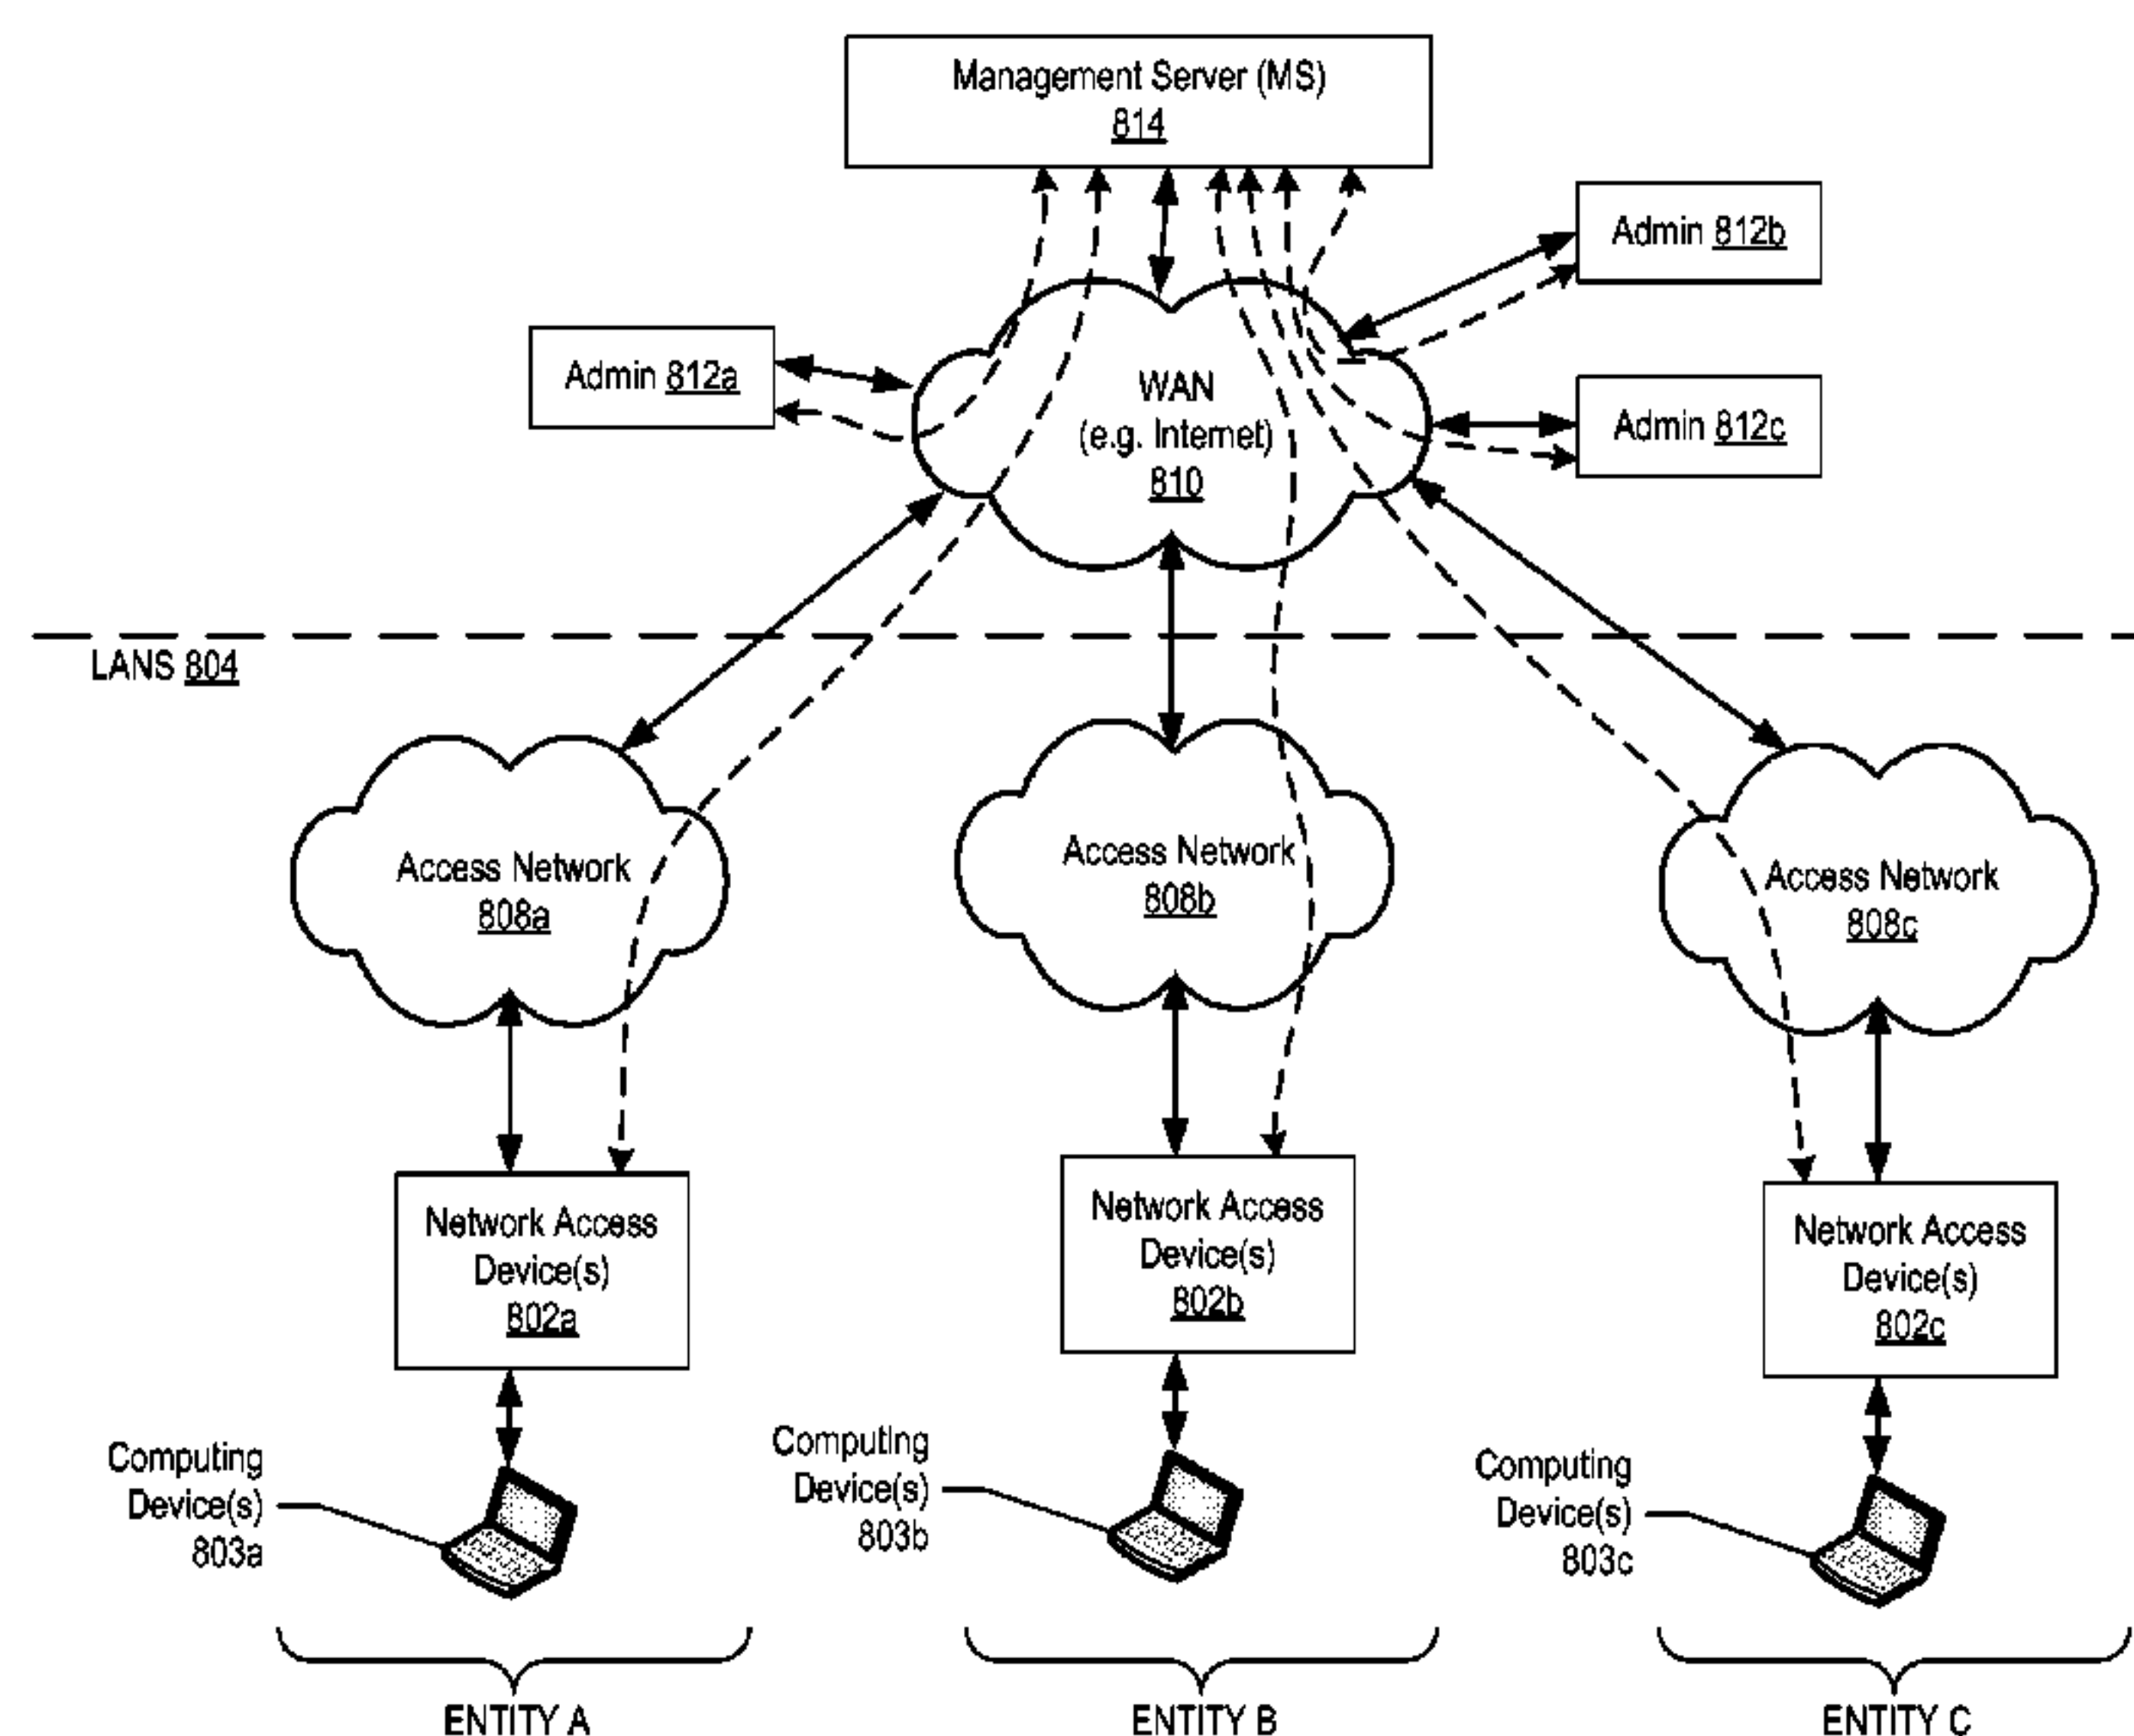 Management Server (MS)
814
Admin 812b
Admin 812a
WAN
(e.g. Internet)
810
Admin 812c
LANS 804
Access Network
808a
Access Network
808b
Access Network
808c
Network Access
Device(s)
802a
Network Access
Device(s)
802b
Network Access
Device(s)
802c
Computing
Device(s)
803a
Computing
Device(s)
803b
Computing
Device(s)
803c
ENTITY A
ENTITY B
ENTITY C